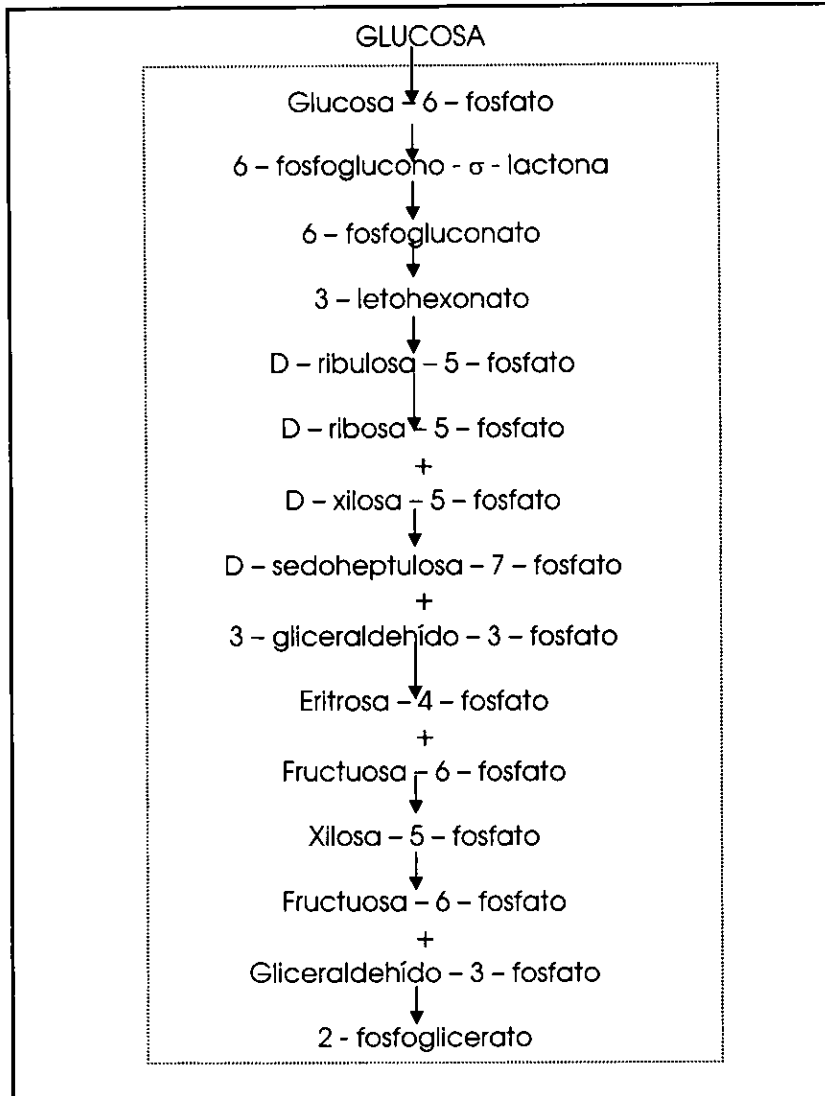 GLUCOSA
Glucosa – 6 – fosfato
6 – fosfoglucono - σ - lactona
6 – fosfogluconato
3 – letohexonato
D – ribulosa – 5 – fosfato
D – ribosa – 5 – fosfato
+
D – xilosa – 5 – fosfato
D – sedoheptulosa – 7 – fosfato
+
3 – gliceraldehído – 3 – fosfato
Eritrosa – 4 – fosfato
+
Fructuosa – 6 – fosfato
Xilosa – 5 – fosfato
Fructuosa – 6 – fosfato
+
Gliceraldehído – 3 – fosfato
2 - fosfoglicerato